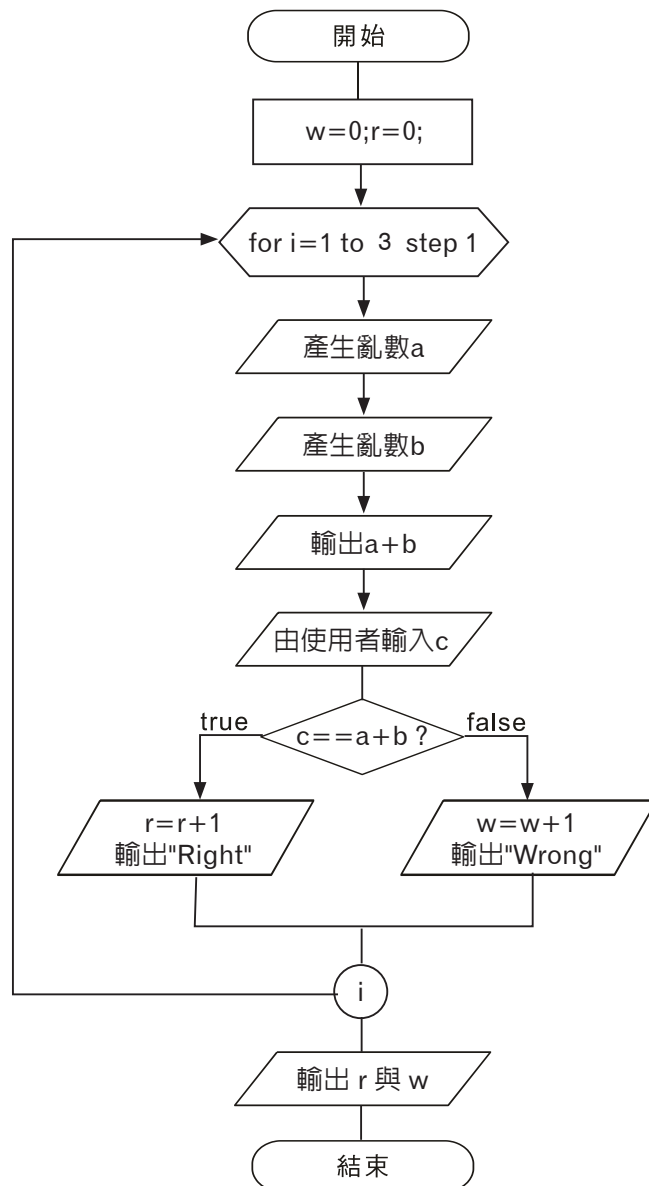 開始
w=0;r=0;
for i=1 to 3 step 1
產生亂數a
產生亂數b
輸出a+b
由使用者輸入c
true
c==a+b ?
false
r=r+1
輸出"Right"
w=w+1
輸出"Wrong"
i
輸出 r 與 w
結束